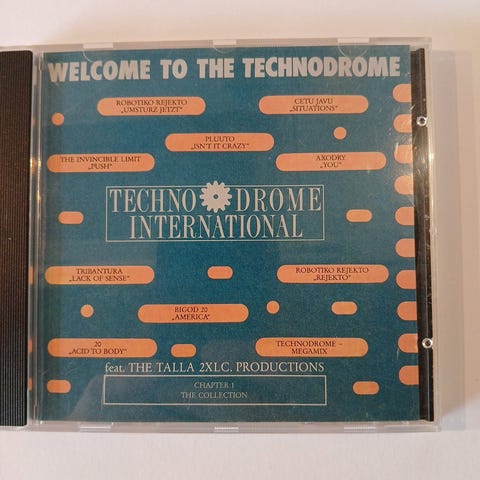 WELCOME TO THE TECHNODROME
ROBOTIKO REJEKTO
„UMSTURZ JETZT"
CETU JAVU
„SITUATIONS"
PLUUTO
„ISN'T IT CRAZY"
THE INVINCIBLE LIMIT
„PUSH"
AXODRY
„YOU"
TECHNO DROME
INTERNATIONAL
TRIBANTURA
„LACK OF SENSE"
ROBOTIKO REJEKTO
„REJEKTO"
BIGOD 20
„AMERICA"
20
„ACID TO BODY"
TECHNODROME –
MEGAMIX
feat. THE TALLA 2XLC. PRODUCTIONS
CHAPTER 1
THE COLLECTION